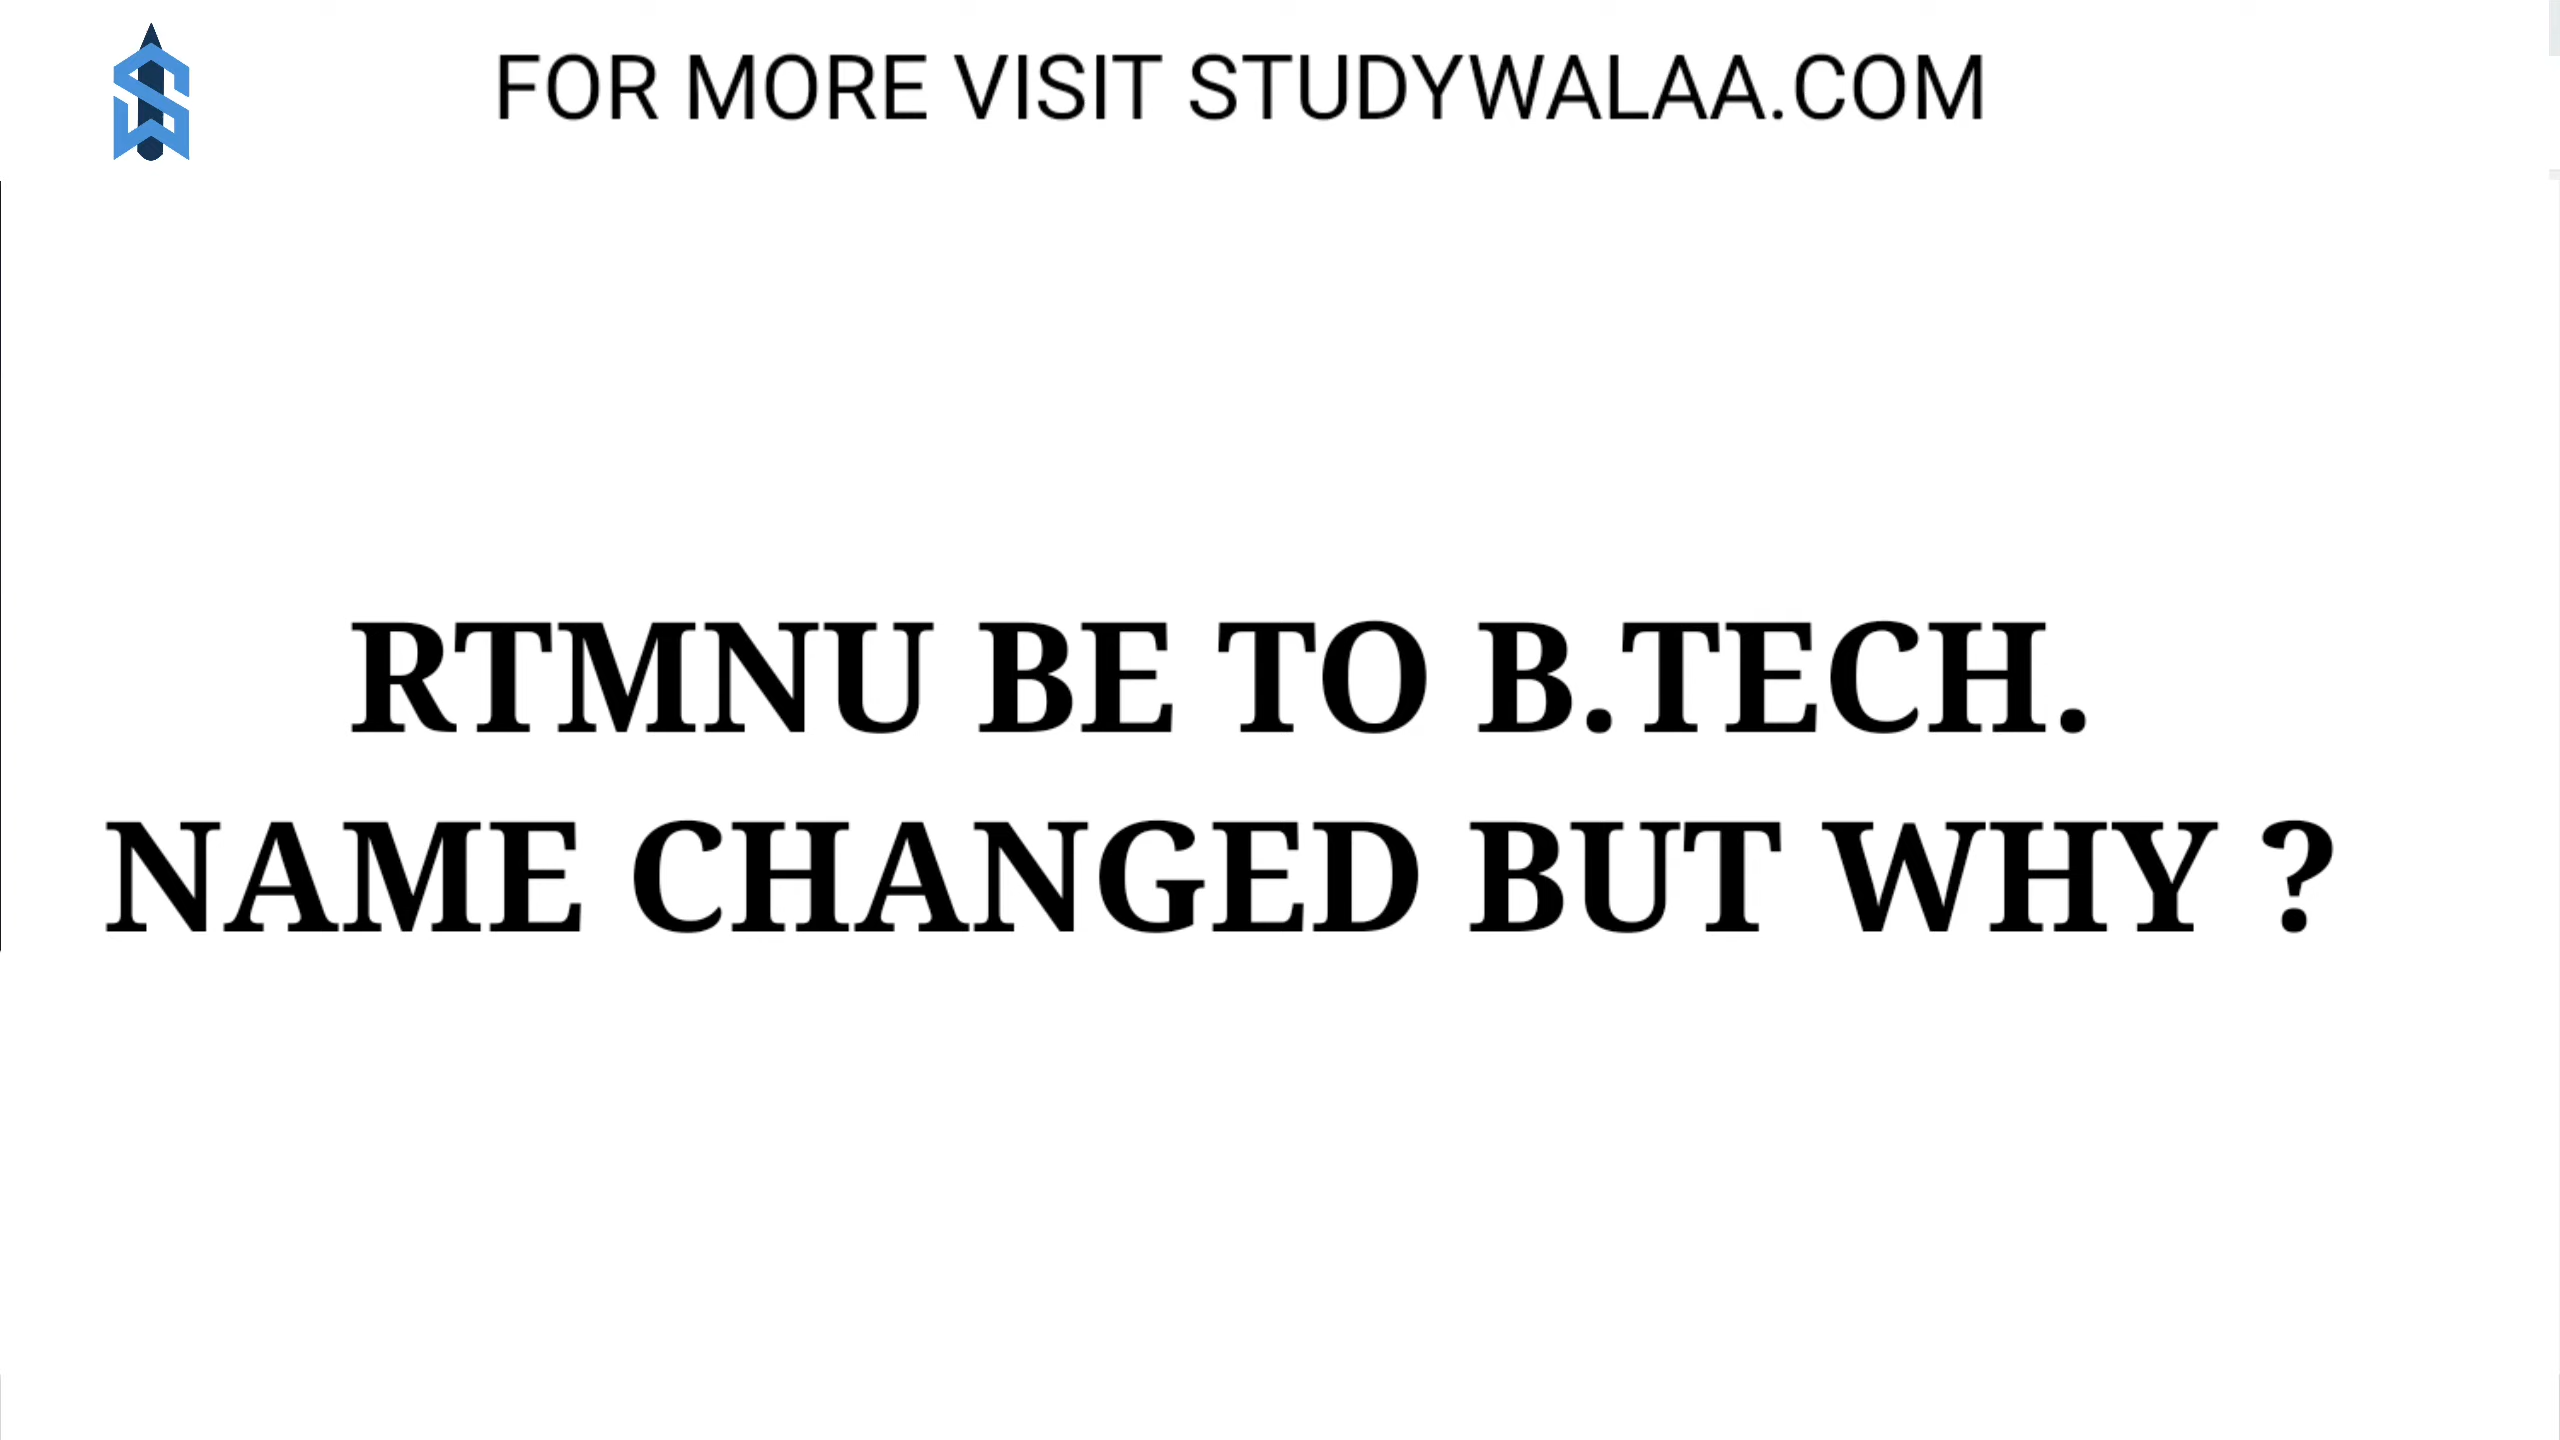 FOR MORE VISIT STUDYWALAA.COM
RTMNU BE TO B.TECH.
NAME CHANGED BUT WHY ?